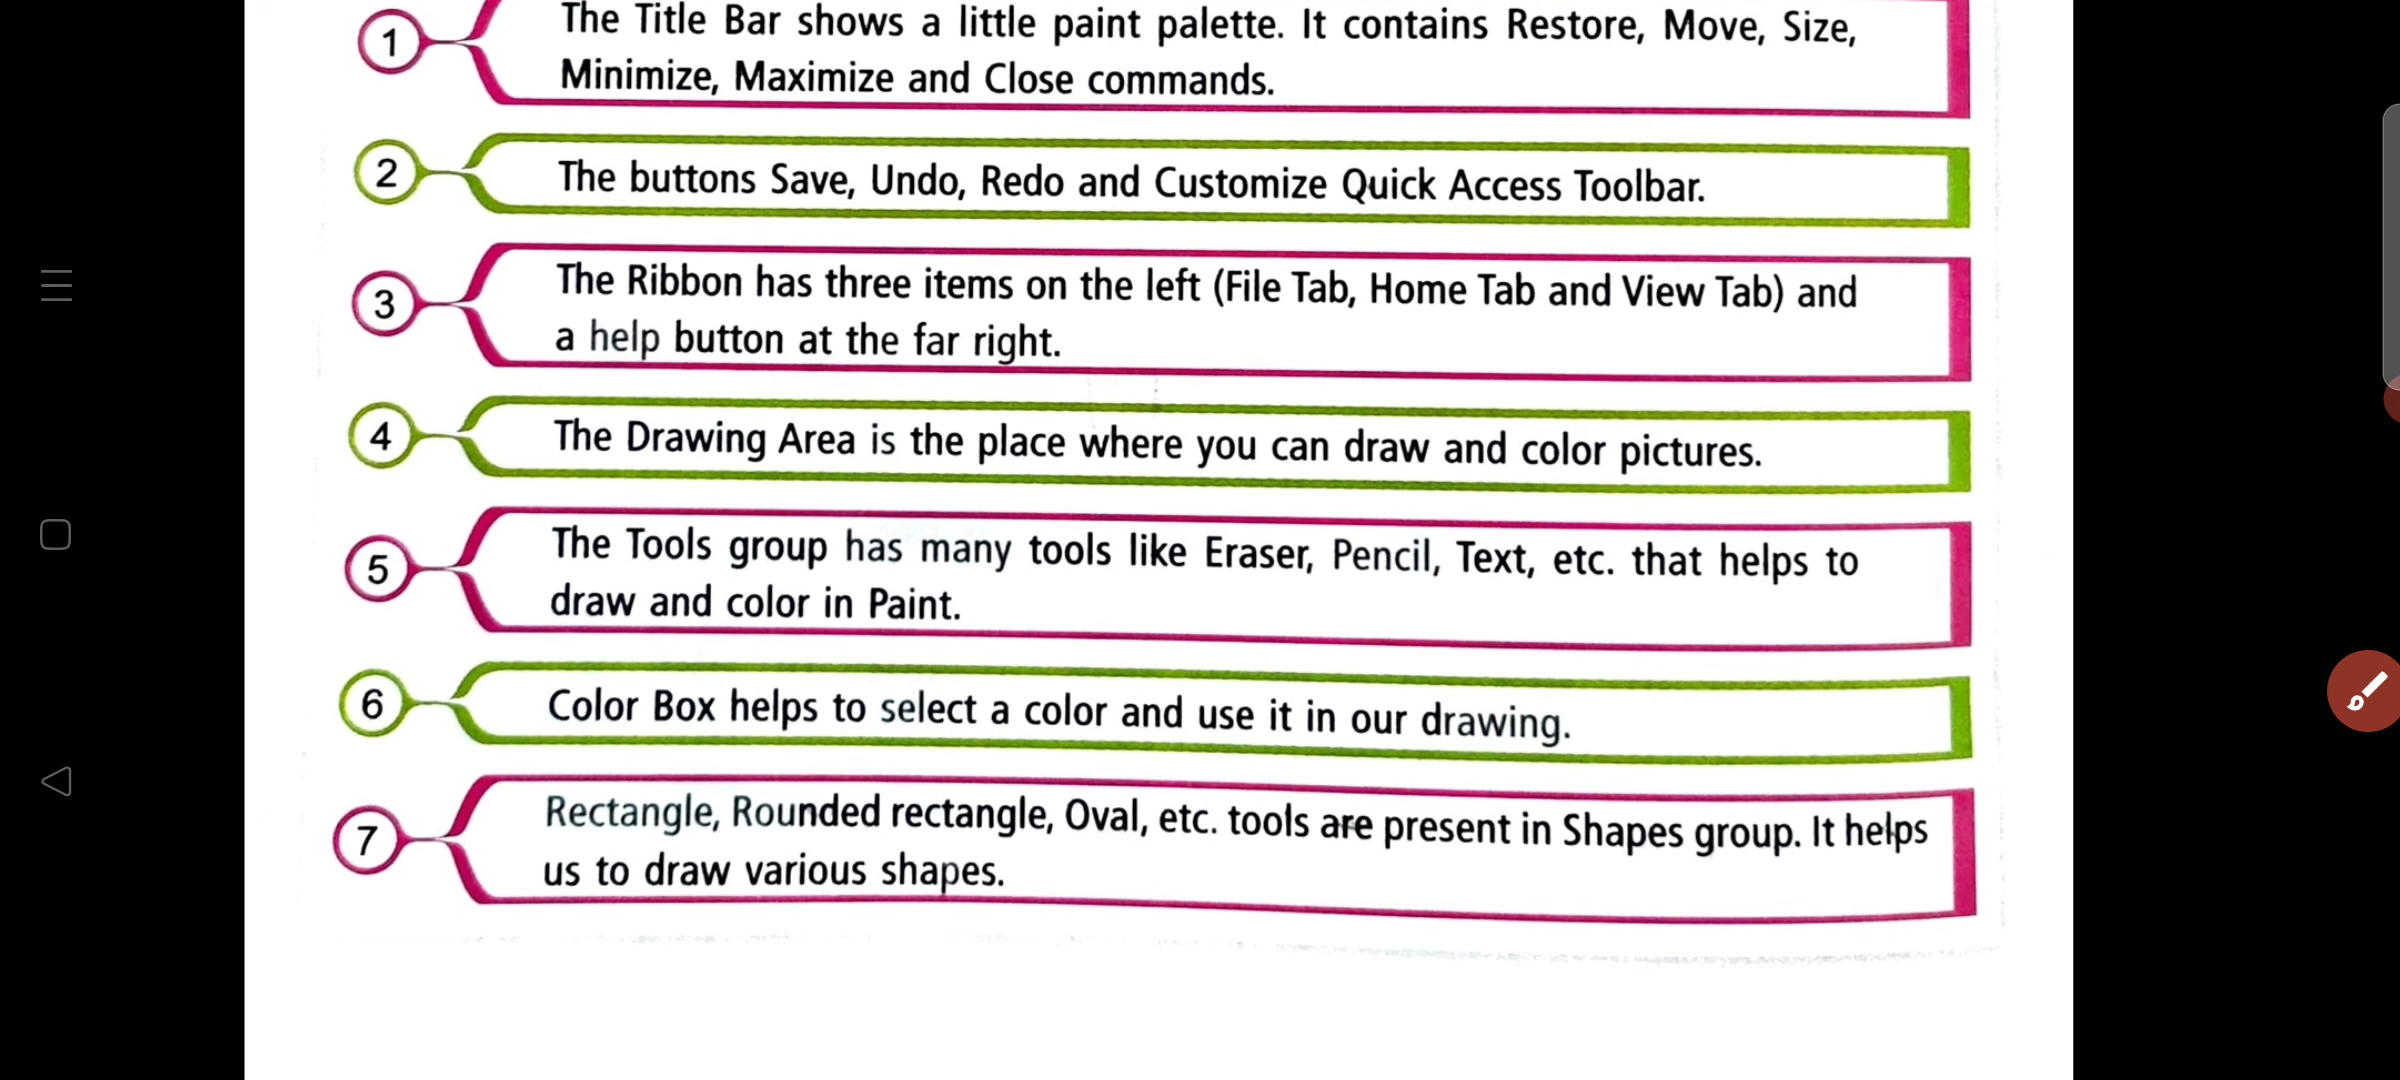 1
The Title Bar shows a little paint palette. It contains Restore, Move, Size,
Minimize, Maximize and Close commands.
2
The buttons Save, Undo, Redo and Customize Quick Access Toolbar.
3
The Ribbon has three items on the left (File Tab, Home Tab and View Tab) and
a help button at the far right.
4
The Drawing Area is the place where you can draw and color pictures.
5
The Tools group has many tools like Eraser, Pencil, Text, etc. that helps to
draw and color in Paint.
6
Color Box helps to select a color and use it in our drawing.
7
Rectangle, Rounded rectangle, Oval, etc. tools are present in Shapes group. It helps
us to draw various shapes.